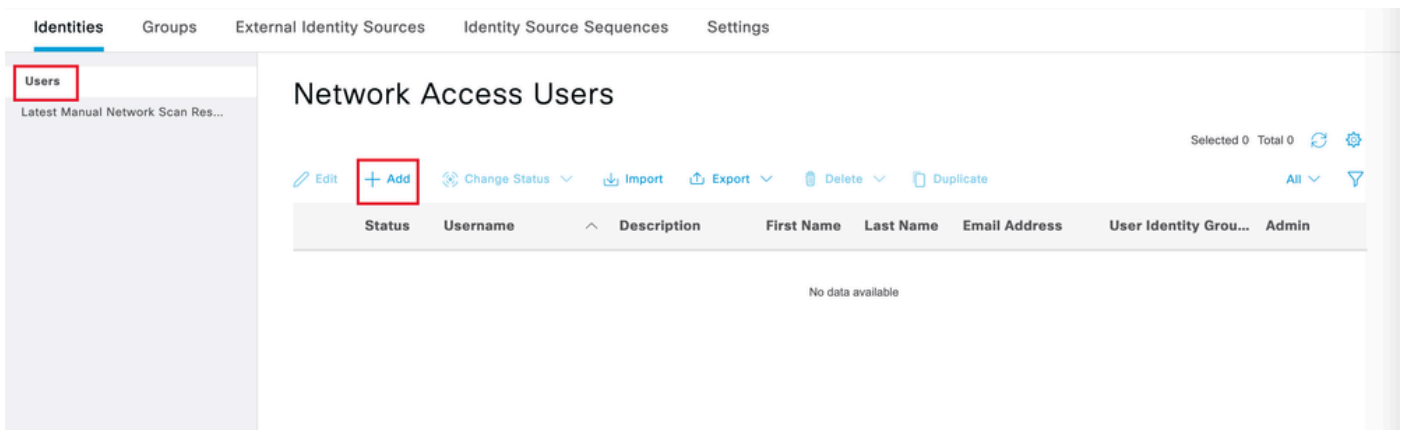 Identities Groups External Identity Sources Identity Source Sequences Settings
Users
Latest Manual Network Scan Res...
Network Access Users
Selected 0 Total 0
Edit Add Change Status Import Export Delete Duplicate All
Status Username Description First Name Last Name Email Address User Identity Grou... Admin
No data available